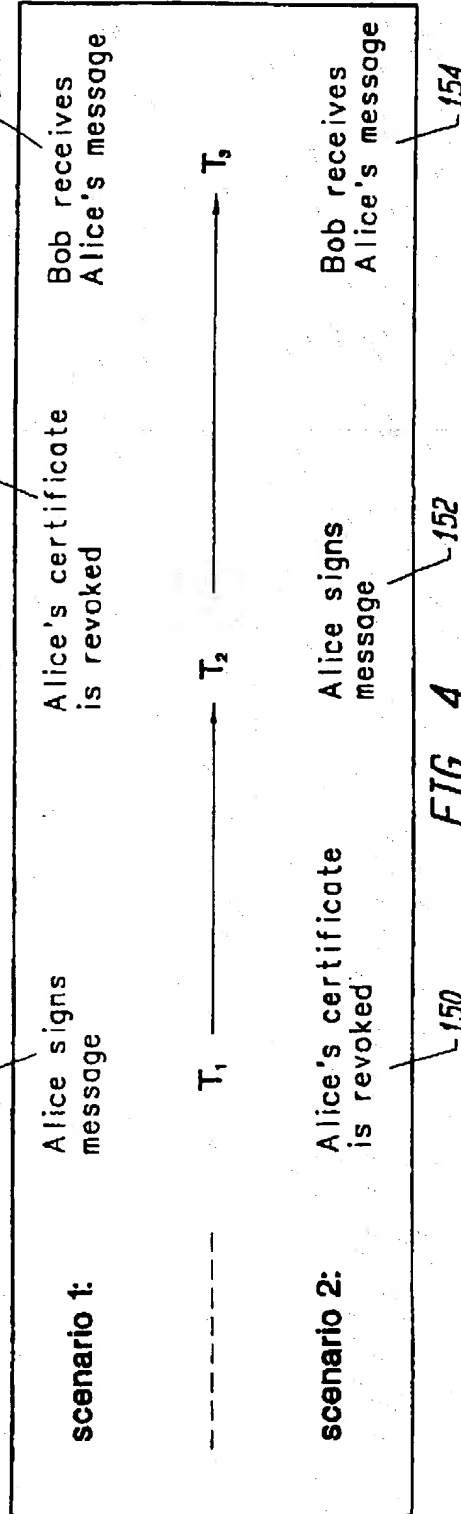 scenario 1:
Alice signs
message
Alice's certificate
is revoked
Bob receives
Alice's message
T₁
T₂
T₃
scenario 2:
Alice's certificate
is revoked
Alice signs
message
Bob receives
Alice's message
150
152
154
FIG 4